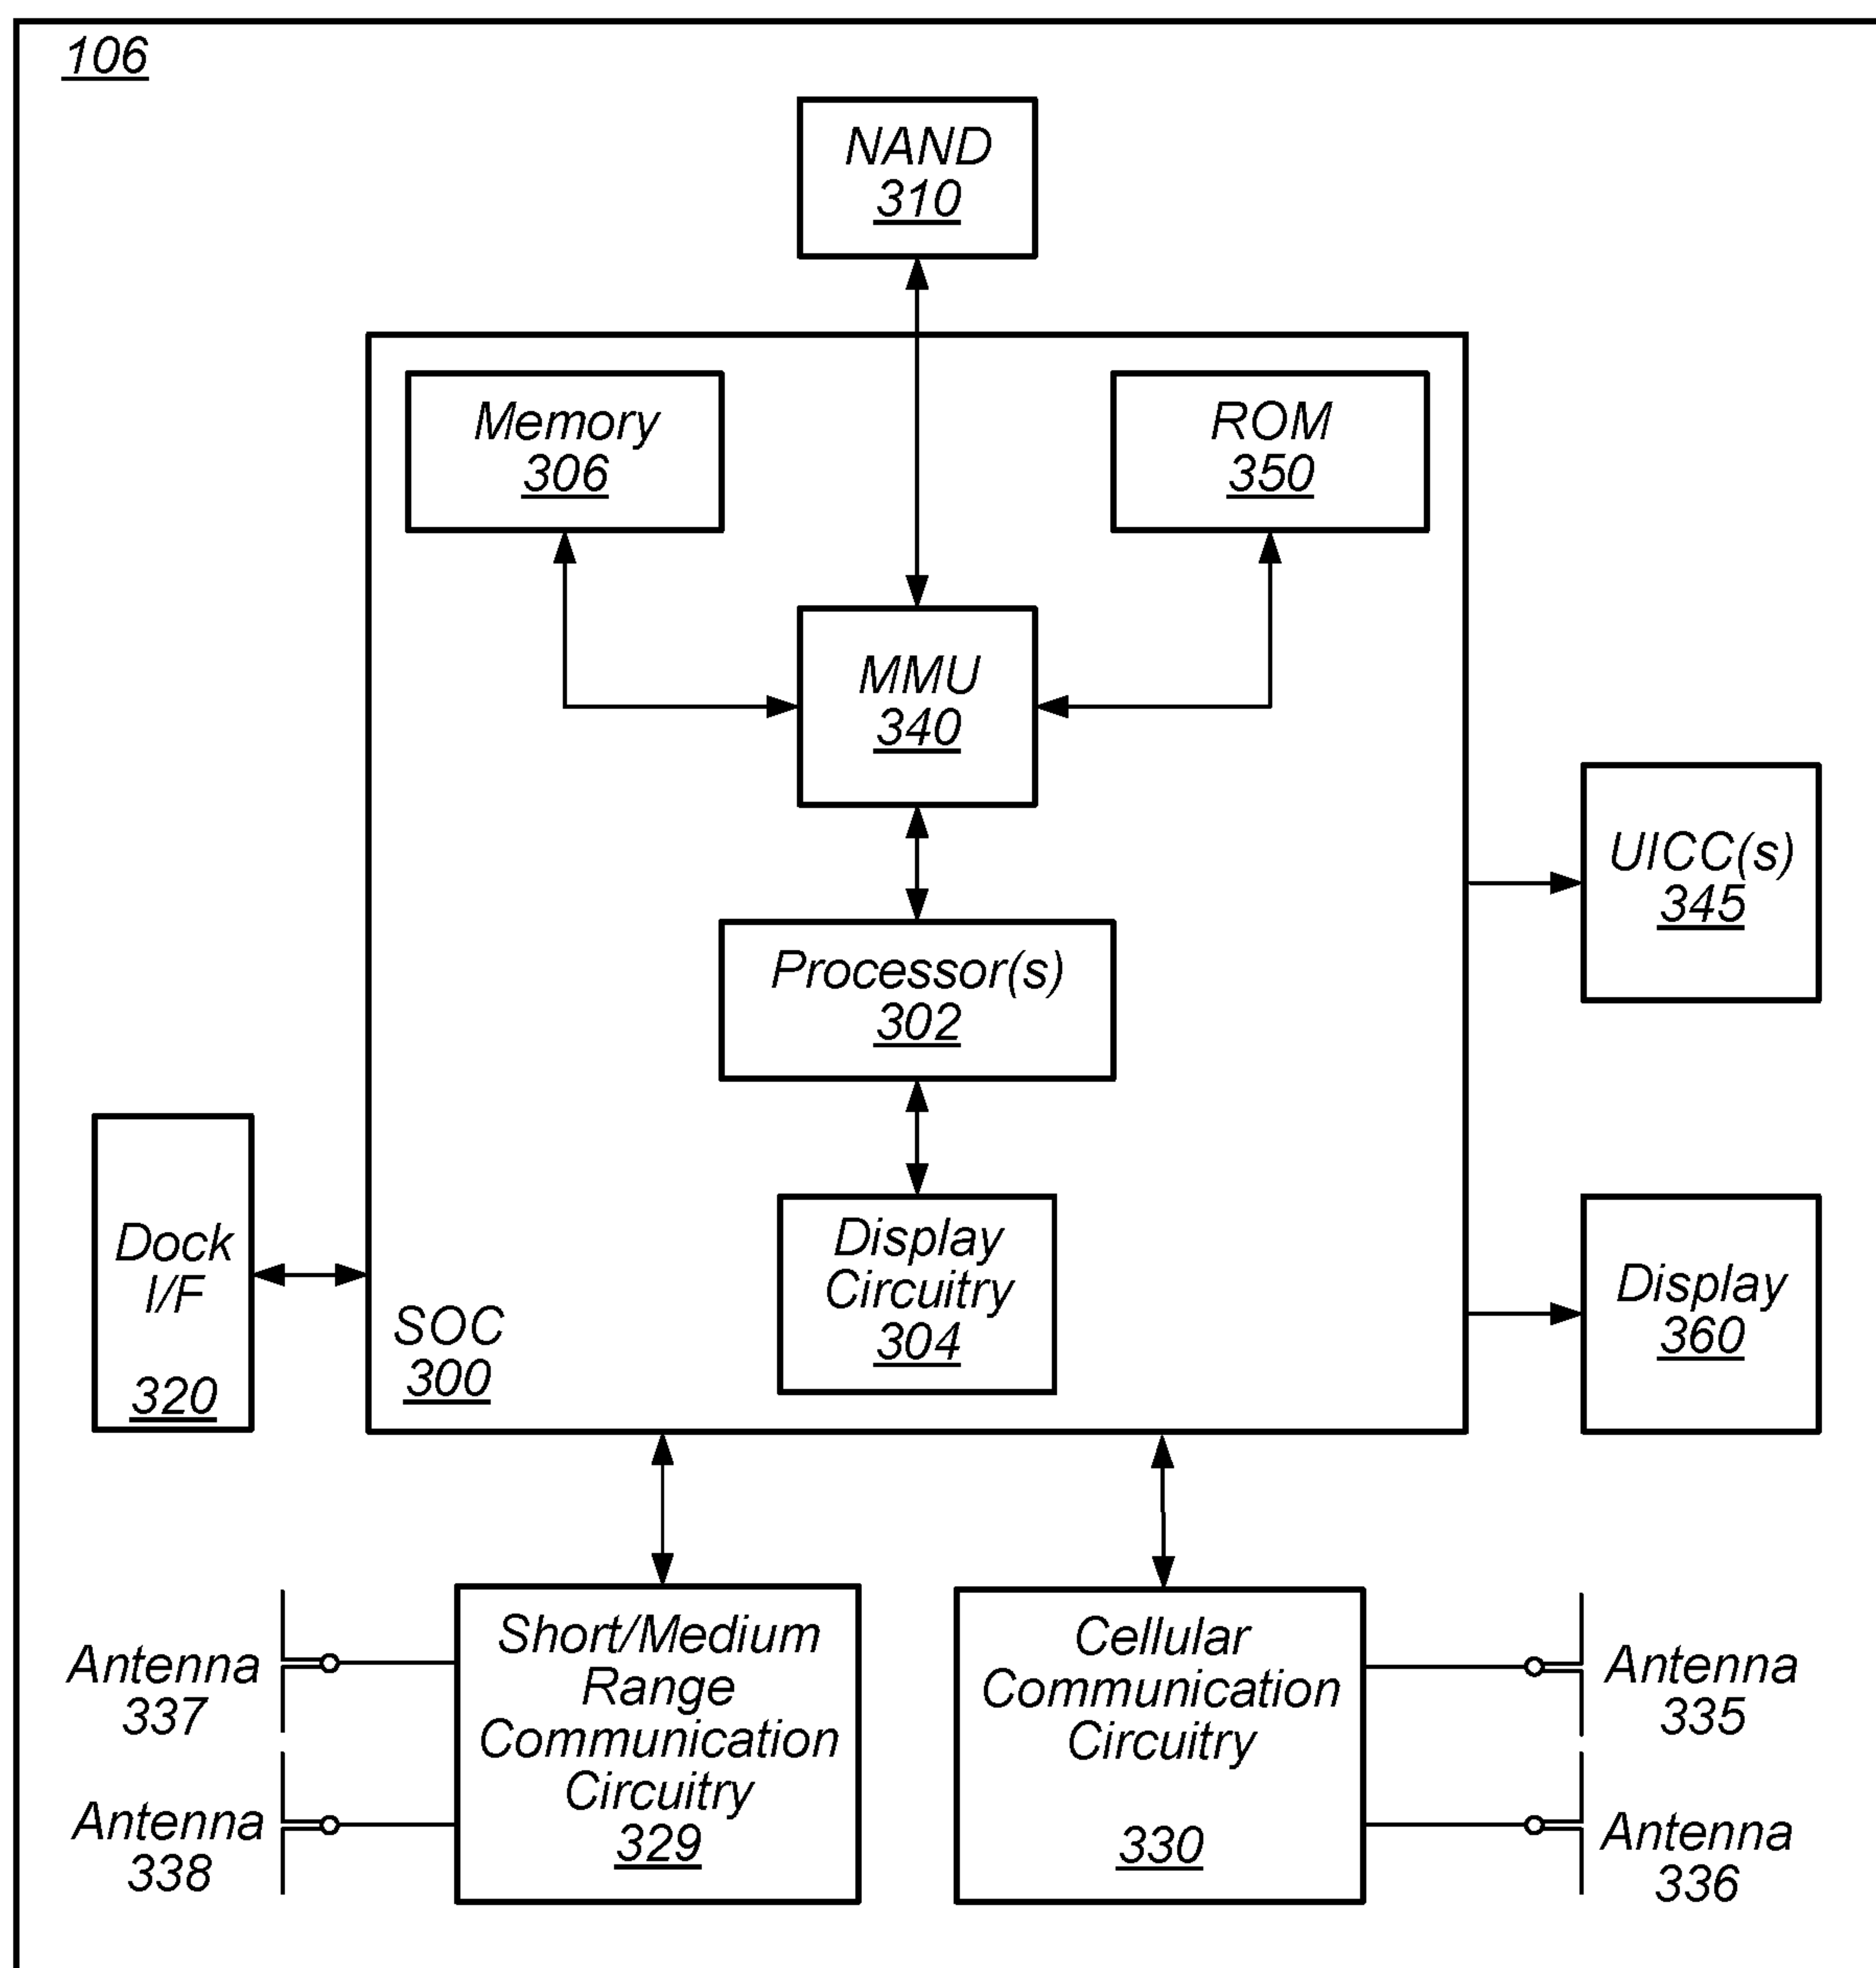 106
NAND
310
Memory
306
ROM
350
MMU
340
UICC(s)
345
Processor(s)
302
Dock
I/F
320
Display
Circuitry
304
SOC
300
Display
360
Antenna
337
Antenna
338
Short/Medium
Range
Communication
Circuitry
329
Cellular
Communication
Circuitry
330
Antenna
335
Antenna
336